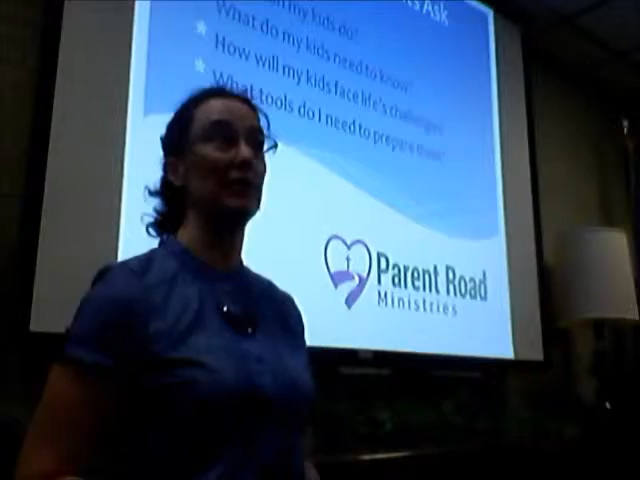 Ask
my kids do?
What do my kids need to know?
How will my kids face life's challenges
What tools do I need to prepare them?
Parent Road
Ministries